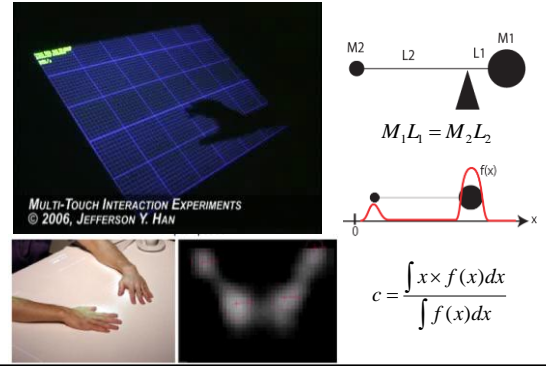 MULTI-TOUCH INTERACTION EXPERIMENTS
© 2006, JEFFERSON Y. HAN
M2
L2
L1
M1
M₁L₁ = M₂L₂
f(x)
0
x
c = ∫ x × f(x)dx / ∫ f(x)dx